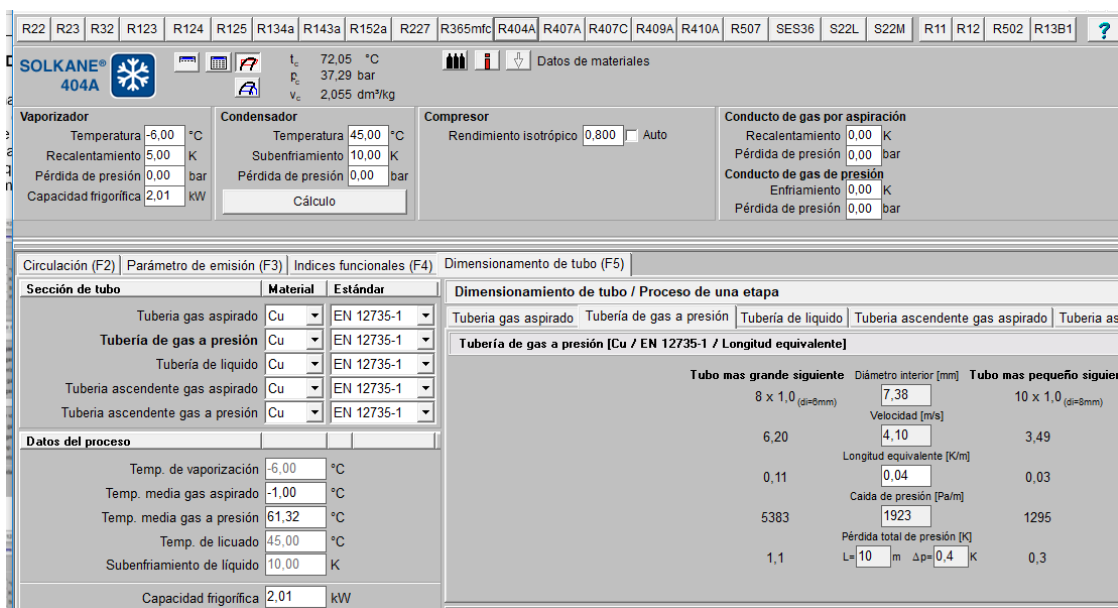 R22 R23 R32 R123 R124 R125 R134a R143a R152a R227 R365mfc R404A R407A R407C R409A R410A R507 SES36 S22L S22M R11 R12 R502 R13B1 ?
SOLKANE® 404A
tc 72,05 °C
pc 37,29 bar
vc 2,055 dm³/kg
Datos de materiales
Vaporizador
Temperatura -6,00 °C
Recalentamiento 5,00 K
Pérdida de presión 0,00 bar
Capacidad frigorífica 2,01 kW
Condensador
Temperatura 45,00 °C
Subenfriamiento 10,00 K
Pérdida de presión 0,00 bar
Cálculo
Compresor
Rendimiento isotrópico 0,800 Auto
Conducto de gas por aspiración
Recalentamiento 0,00 K
Pérdida de presión 0,00 bar
Conducto de gas de presión
Enfriamiento 0,00 K
Pérdida de presión 0,00 bar
Circulación (F2) Parámetro de emisión (F3) Indices funcionales (F4) Dimensionamento de tubo (F5)
Sección de tubo Material Estándar
Tuberia gas aspirado Cu EN 12735-1
Tubería de gas a presión Cu EN 12735-1
Tubería de liquido Cu EN 12735-1
Tuberia ascendente gas aspirado Cu EN 12735-1
Tuberia ascendente gas a presión Cu EN 12735-1
Datos del proceso
Temp. de vaporización -6,00 °C
Temp. media gas aspirado -1,00 °C
Temp. media gas a presión 61,32 °C
Temp. de licuado 45,00 °C
Subenfriamiento de líquido 10,00 K
Capacidad frigorífica 2,01 kW
Dimensionamiento de tubo / Proceso de una etapa
Tuberia gas aspirado Tubería de gas a presión Tubería de liquido Tuberia ascendente gas aspirado Tuberia as
Tubería de gas a presión [Cu / EN 12735-1 / Longitud equivalente]
Tubo mas grande siguiente Diámetro interior [mm] Tubo mas pequeño siguien
8 x 1,0 (di=6mm) 7,38 10 x 1,0 (di=8mm)
Velocidad [m/s]
6,20 4,10 3,49
Longitud equivalente [K/m]
0,11 0,04 0,03
Caida de presión [Pa/m]
5383 1923 1295
Pérdida total de presión [K]
1,1 L= 10 m Δp= 0,4 K 0,3